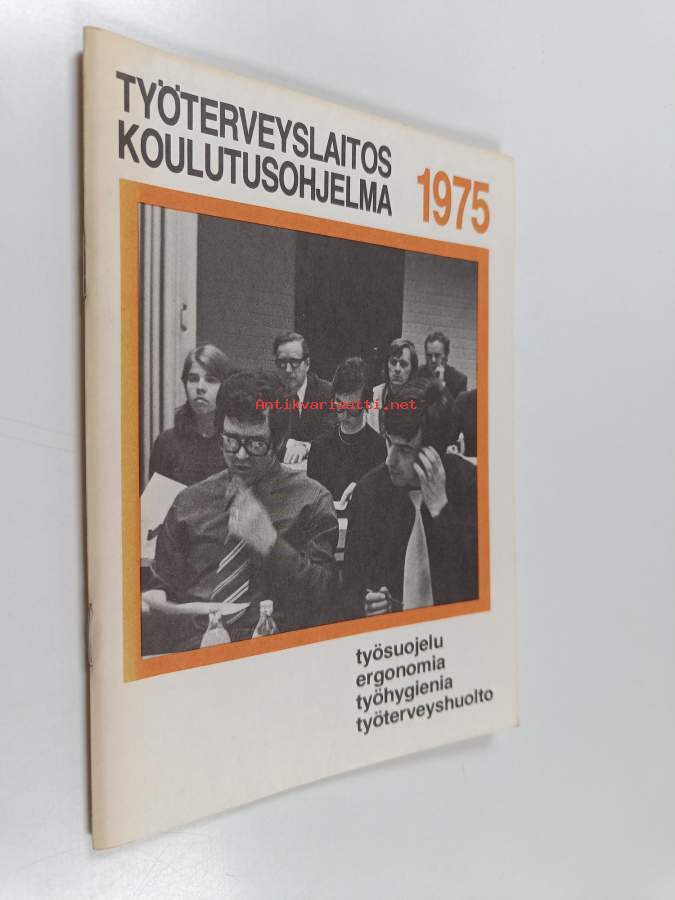 TYÖTERVEYSLAITOS
KOULUTUSOHJELMA 1975
Antikvariaatti.net
työsuojelu
ergonomia
työhygienia
työterveyshuolto